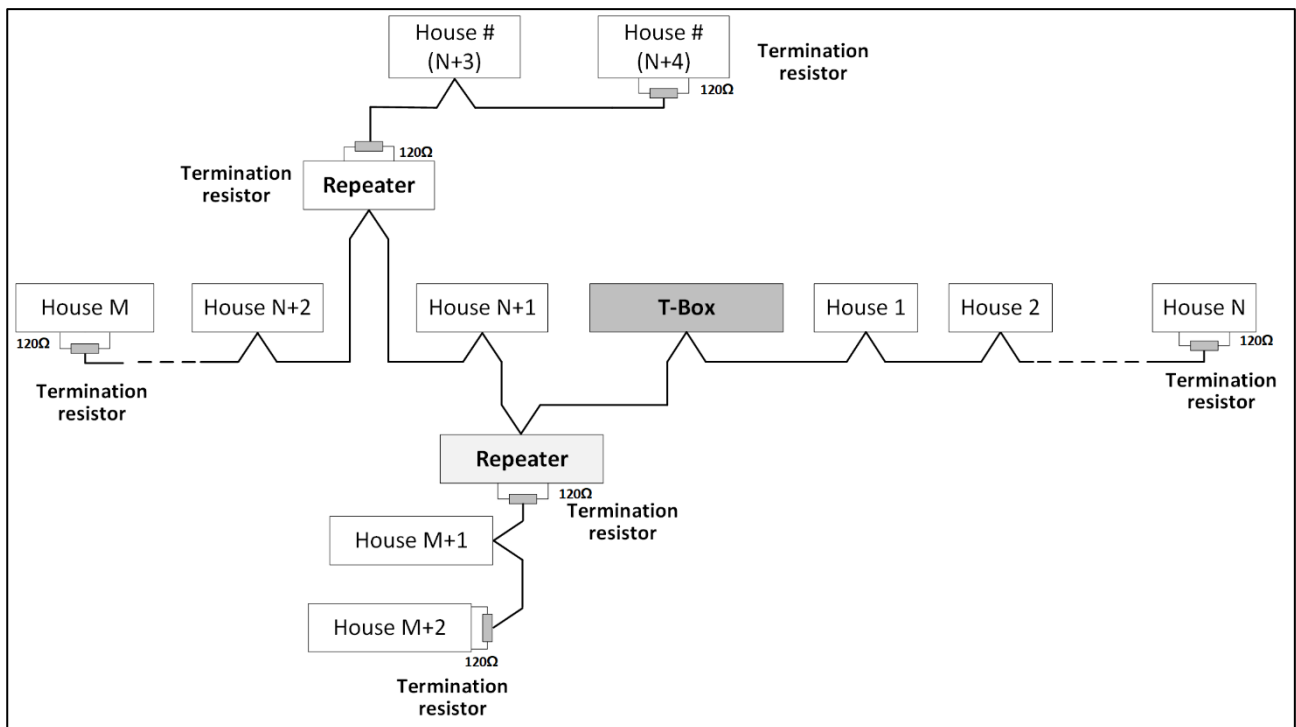 House #
(N+3)
House #
(N+4)
Termination
resistor
120Ω
120Ω
Termination
resistor
Repeater
House M
House N+2
House N+1
T-Box
House 1
House 2
House N
120Ω
120Ω
Termination
resistor
Termination
resistor
Repeater
120Ω
Termination
resistor
House M+1
House M+2
120Ω
Termination
resistor